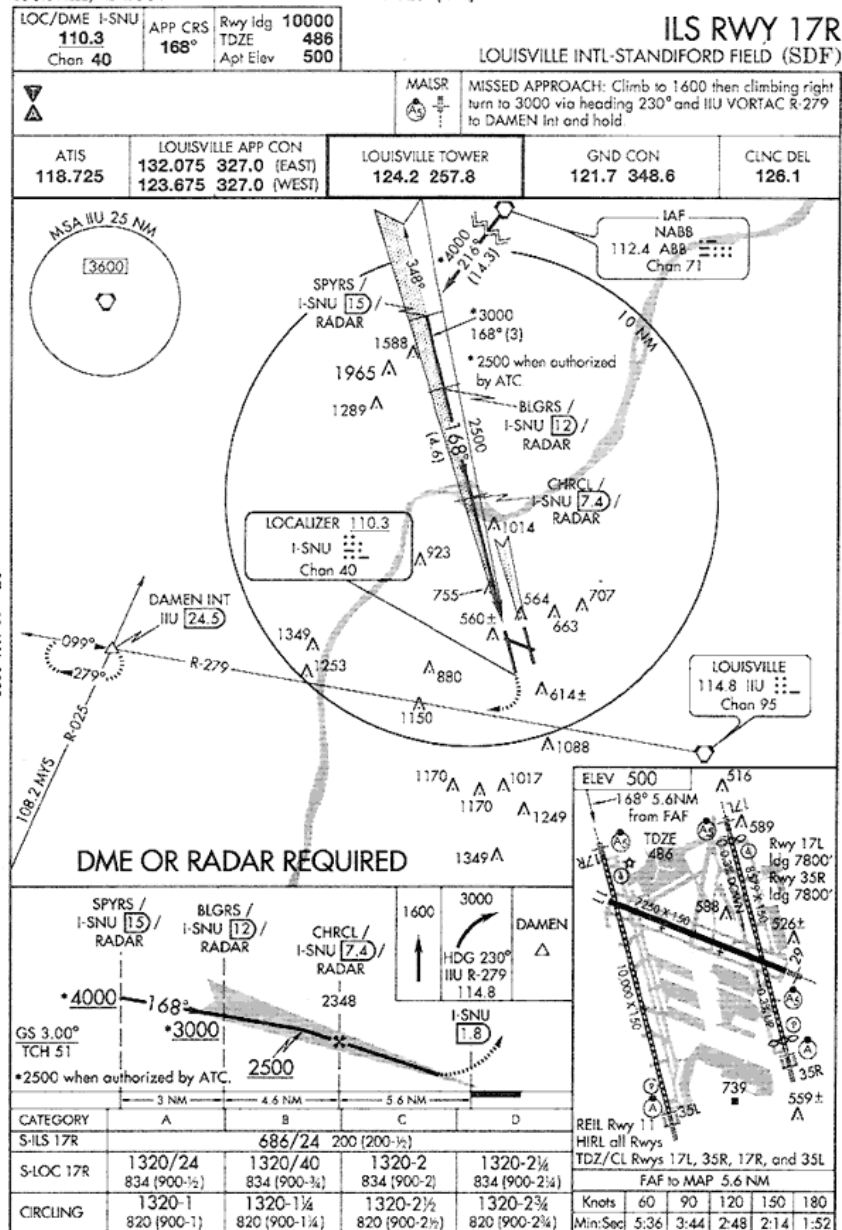 LOC/DME I-SNU
110.3
Chan 40
APP CRS
168°
Rwy ldg 10000
TDZE 486
Apt Elev 500
ILS RWY 17R
LOUISVILLE INTL-STANDIFORD FIELD (SDF)
T
A
MALSR
A5
MISSED APPROACH: Climb to 1600 then climbing right
turn to 3000 via heading 230° and IIU VORTAC R-279
to DAMEN Int and hold.
ATIS
118.725
LOUISVILLE APP CON
132.075 327.0 (EAST)
123.675 327.0 (WEST)
LOUISVILLE TOWER
124.2 257.8
GND CON
121.7 348.6
CLNC DEL
126.1
MSA IIU 25 NM
3600
IAF
NABB
112.4 ABB
Chan 71
*4000
216°
(14.3)
348°
SPYRS /
I-SNU 15 /
RADAR
*3000
168° (3)
10 NM
1588
1965
*2500 when authorized
by ATC
1289
BLGRS /
I-SNU 12 /
RADAR
2500
168°
(4.6)
CHRCL /
I-SNU 7.4 /
RADAR
LOCALIZER 110.3
I-SNU
Chan 40
1014
923
755
564
707
663
560±
DAMEN INT
IIU 24.5
099°
279°
1349
1253
R-279
880
1150
614±
LOUISVILLE
114.8 IIU
Chan 95
R-025
108.2 MYS
1088
1170
1017
1170
1249
1349
DME OR RADAR REQUIRED
ELEV 500
516
168° 5.6NM
from FAF
TDZE
486
17R
17L
A5
A5
589
Rwy 17L
ldg 7800'
Rwy 35R
ldg 7800'
7250 X 150
588
526±
29
10,000 X 150
A5
35R
A
739
559±
A
35L
REIL Rwy 11
HIRL all Rwys
TDZ/CL Rwys 17L, 35R, 17R, and 35L
SPYRS /
I-SNU 15 /
RADAR
BLGRS /
I-SNU 12 /
RADAR
CHRCL /
I-SNU 7.4 /
RADAR
2348
1600
3000
HDG 230°
IIU R-279
114.8
DAMEN
*4000
168°
*3000
2500
I-SNU
1.8
GS 3.00°
TCH 51
*2500 when authorized by ATC.
3 NM
4.6 NM
5.6 NM
CATEGORY A B C D
S-ILS 17R 686/24 200 (200-½)
S-LOC 17R
1320/24
834 (900-½)
1320/40
834 (900-¾)
1320-2
834 (900-2)
1320-2¼
834 (900-2¼)
CIRCLING
1320-1
820 (900-1)
1320-1¼
820 (900-1¼)
1320-2½
820 (900-2½)
1320-2¾
820 (900-2¾)
FAF to MAP 5.6 NM
Knots 60 90 120 150 180
Min:Sec 5:36 3:44 2:48 2:14 1:52